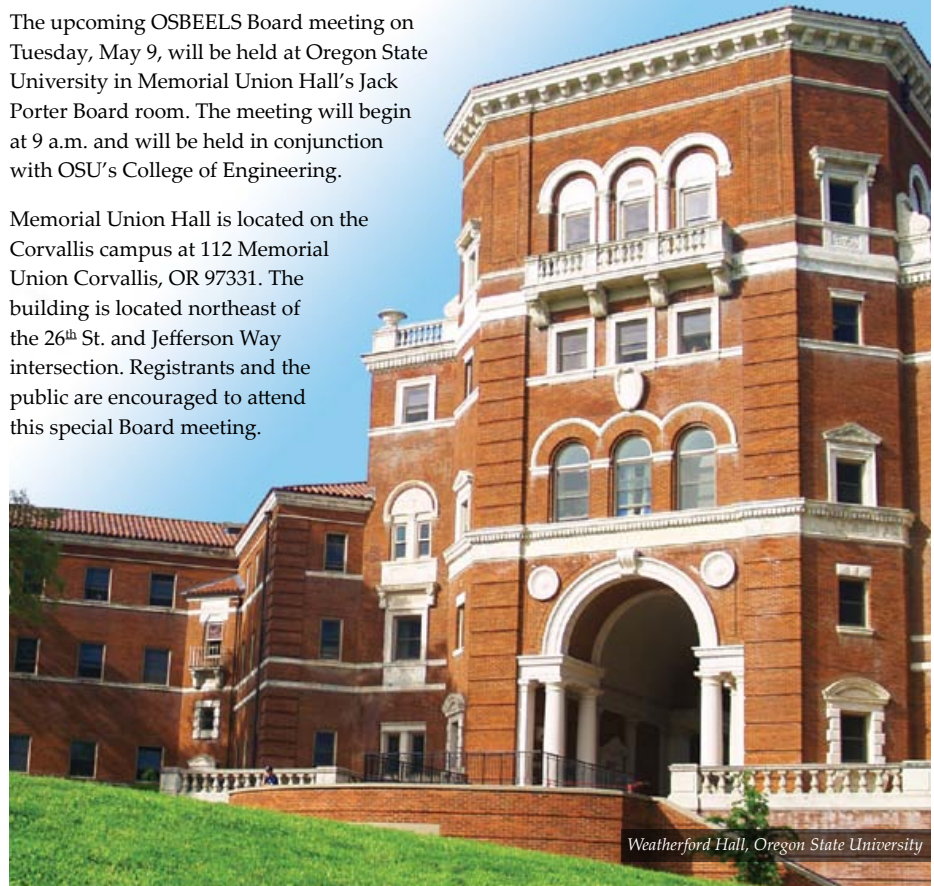 The upcoming OSBEELS Board meeting on
Tuesday, May 9, will be held at Oregon State
University in Memorial Union Hall's Jack
Porter Board room. The meeting will begin
at 9 a.m. and will be held in conjunction
with OSU's College of Engineering.
Memorial Union Hall is located on the
Corvallis campus at 112 Memorial
Union Corvallis, OR 97331. The
building is located northeast of
the 26th St. and Jefferson Way
intersection. Registrants and the
public are encouraged to attend
this special Board meeting.
Weatherford Hall, Oregon State University